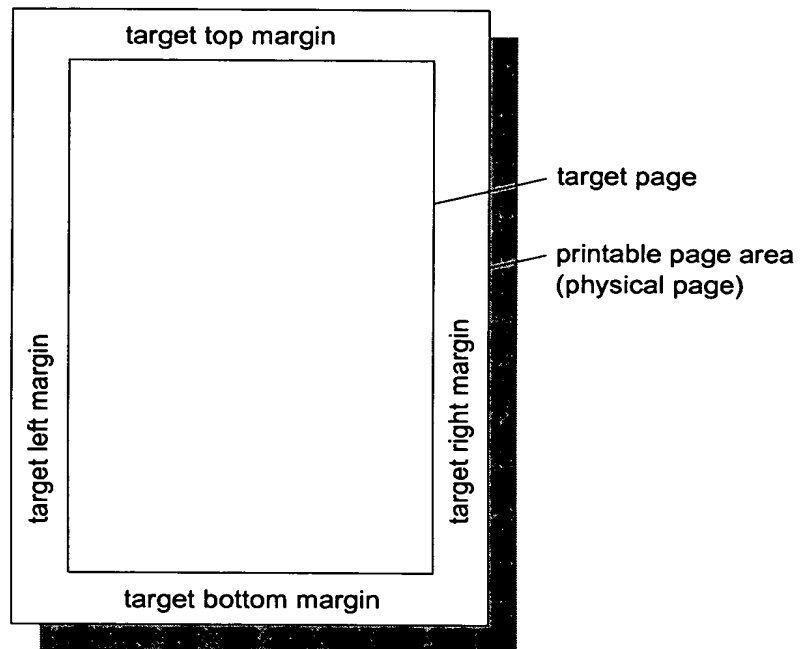 target top margin
target page
printable page area
(physical page)
target left margin
target right margin
target bottom margin